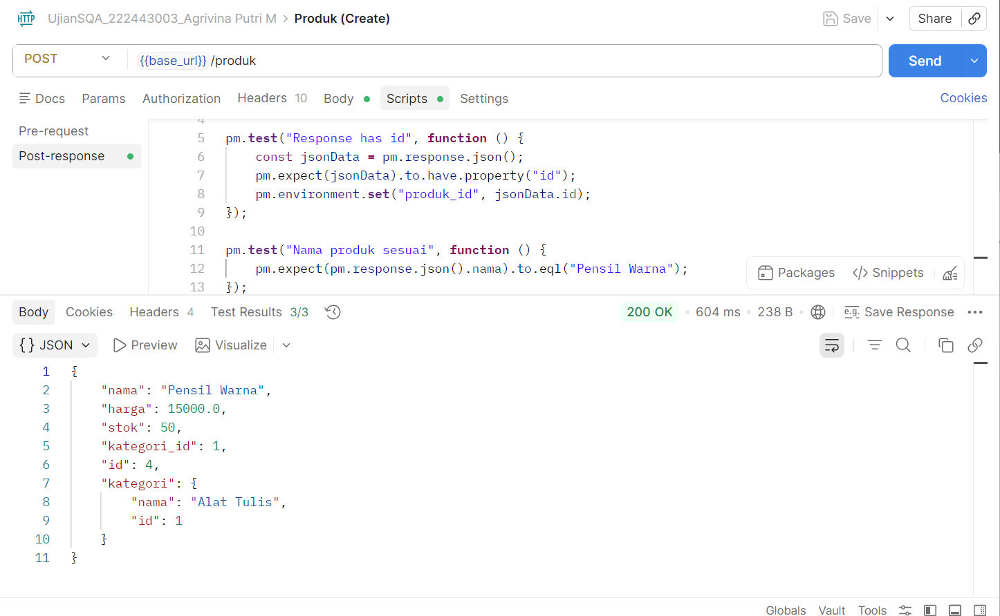 HTTP UjianSQA_222443003_Agrivina Putri M > Produk (Create) Save Share
POST {{base_url}} /produk Send
Docs Params Authorization Headers 10 Body Scripts Settings Cookies
Pre-request
Post-response
4
5 pm.test("Response has id", function () {
6 const jsonData = pm.response.json();
7 pm.expect(jsonData).to.have.property("id");
8 pm.environment.set("produk_id", jsonData.id);
9 });
10
11 pm.test("Nama produk sesuai", function () {
12 pm.expect(pm.response.json().nama).to.eql("Pensil Warna");
13 });
Packages </> Snippets
Body Cookies Headers 4 Test Results 3/3 200 OK • 604 ms • 238 B • e.g. Save Response
{} JSON Preview Visualize
1 {
2 "nama": "Pensil Warna",
3 "harga": 15000.0,
4 "stok": 50,
5 "kategori_id": 1,
6 "id": 4,
7 "kategori": {
8 "nama": "Alat Tulis",
9 "id": 1
10 }
11 }
Globals Vault Tools